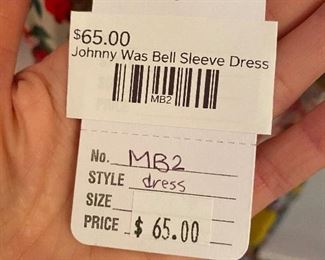 $65.00
Johnny Was Bell Sleeve Dress
MB2
No. MB2
STYLE dress
SIZE
PRICE $ 65.00